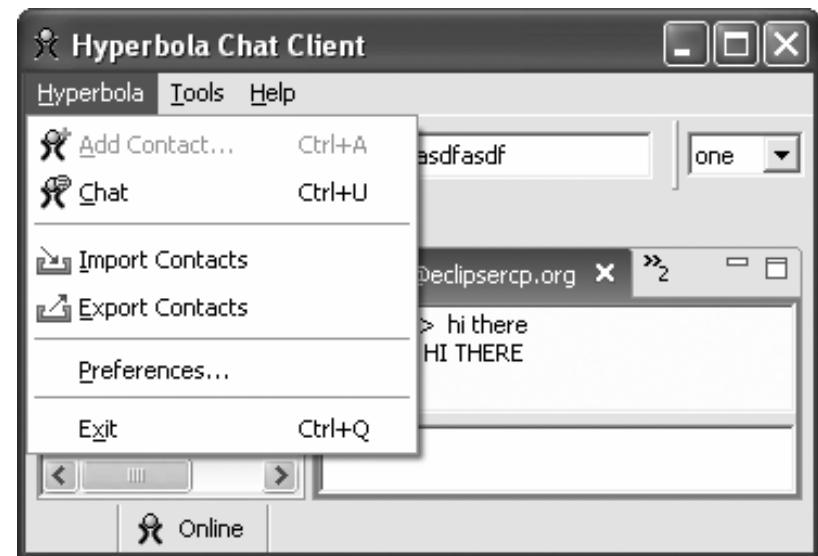 Hyperbola Chat Client
Hyperbola Tools Help
Add Contact... Ctrl+A
asdfasdf
one
Chat Ctrl+U
Import Contacts
@eclipsercp.org
2
Export Contacts
> hi there
HI THERE
Preferences...
Exit Ctrl+Q
Online